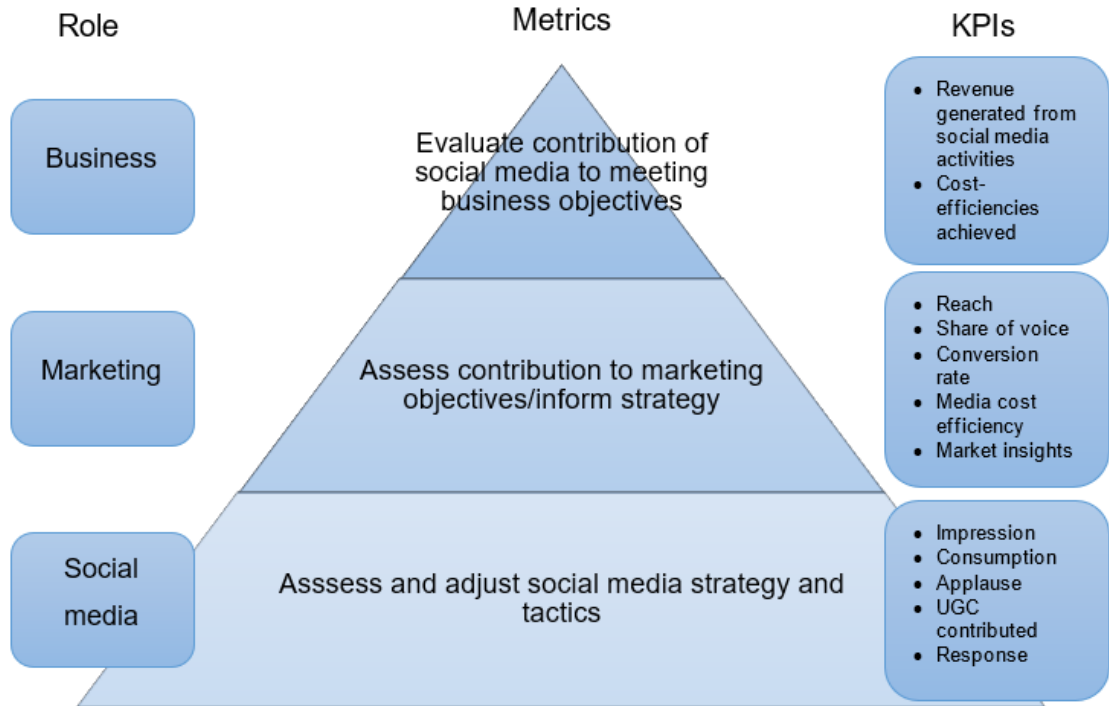 Role
Metrics
KPIs
Business
Evaluate contribution of
social media to meeting
business objectives
• Revenue
generated from
social media
activities
• Cost-
efficiencies
achieved
Marketing
Assess contribution to marketing
objectives/inform strategy
• Reach
• Share of voice
• Conversion
rate
• Media cost
efficiency
• Market insights
Social
media
Asssess and adjust social media strategy and
tactics
• Impression
• Consumption
• Applause
• UGC
contributed
• Response